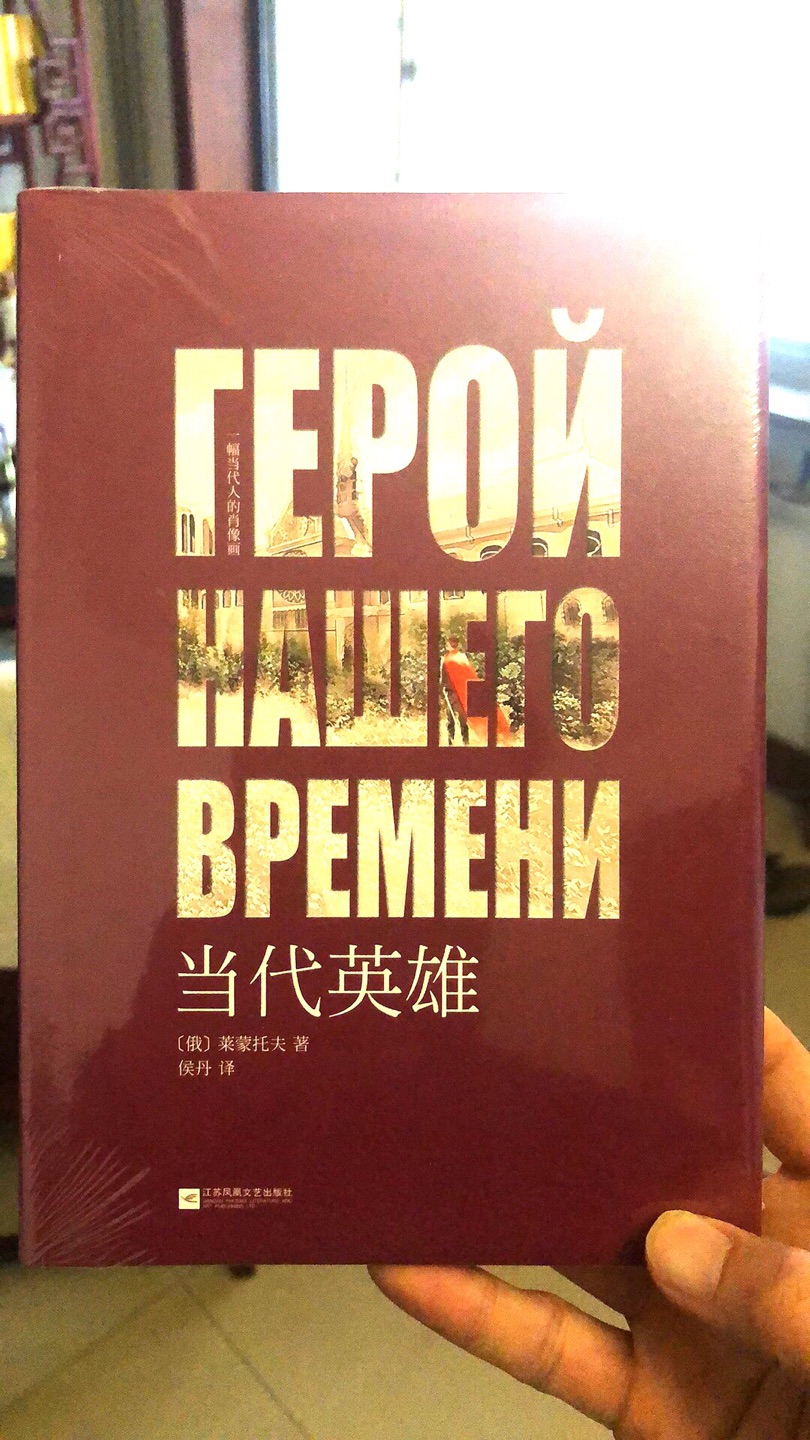 ГЕРОЙ
一幅当代人的肖像画
НАШЕГО
ВРЕМЕНИ
当代英雄
〔俄〕莱蒙托夫 著
侯丹 译
江苏凤凰文艺出版社